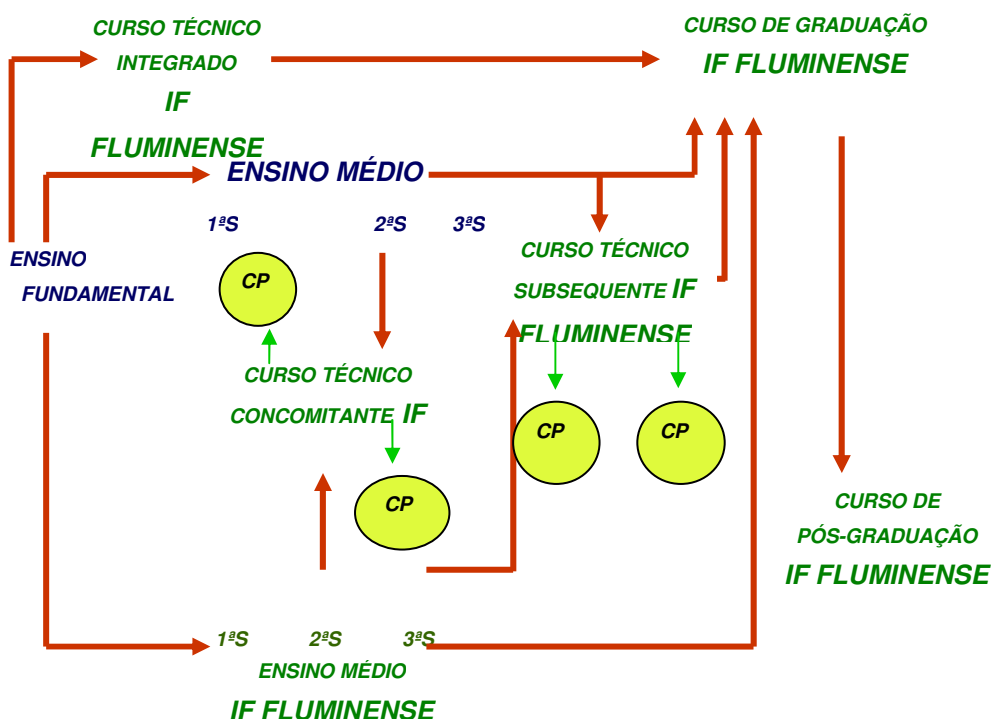 CURSO TÉCNICO
INTEGRADO
IF
FLUMINENSE
CURSO DE GRADUAÇÃO
IF FLUMINENSE
ENSINO MÉDIO
1ªS 2ªS 3ªS
ENSINO
FUNDAMENTAL
CP
CURSO TÉCNICO
SUBSEQUENTE IF
FLUMINENSE
CURSO TÉCNICO
CONCOMITANTE IF
CP
CP
CP
CURSO DE
PÓS-GRADUAÇÃO
IF FLUMINENSE
1ªS 2ªS 3ªS
ENSINO MÉDIO
IF FLUMINENSE